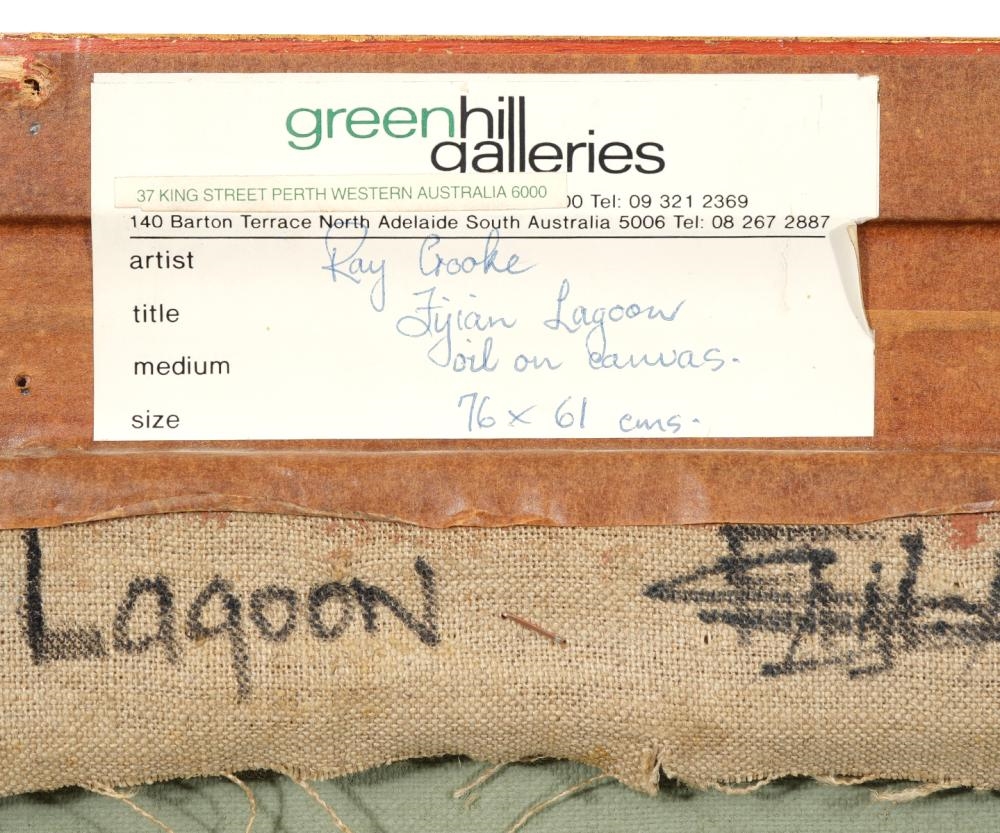 greenhill
galleries
37 KING STREET PERTH WESTERN AUSTRALIA 6000
00 Tel: 09 321 2369
140 Barton Terrace North Adelaide South Australia 5006 Tel: 08 267 2887
artist Ray Crooke
title Fijian Lagoon
medium oil on canvas.
size 76 x 61 cms.
Lagoon